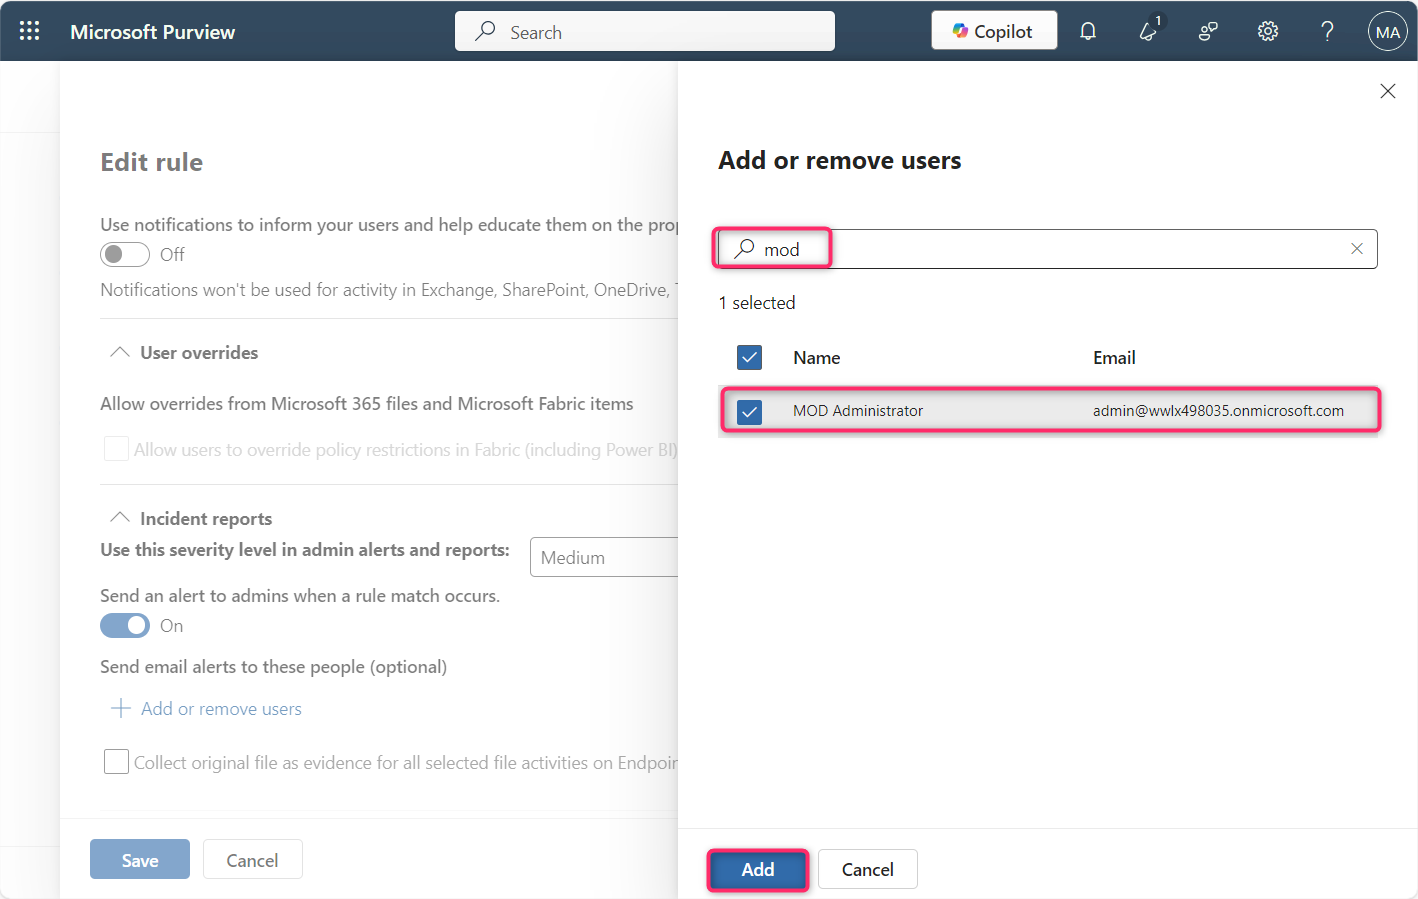 Microsoft Purview
Search
Copilot
1
MA
Edit rule
Use notifications to inform your users and help educate them on the
Off
Notifications won't be used for activity in Exchange, SharePoint, OneDrive,
User overrides
Allow overrides from Microsoft 365 files and Microsoft Fabric items
Allow users to override policy restrictions in Fabric (including Power BI)
Incident reports
Use this severity level in admin alerts and reports:
Medium
Send an alert to admins when a rule match occurs.
On
Send email alerts to these people (optional)
Add or remove users
Collect original file as evidence for all selected file activities on
Save
Cancel
Add or remove users
mod
1 selected
Name
Email
MOD Administrator
admin@wwlx498035.onmicrosoft.com
Add
Cancel